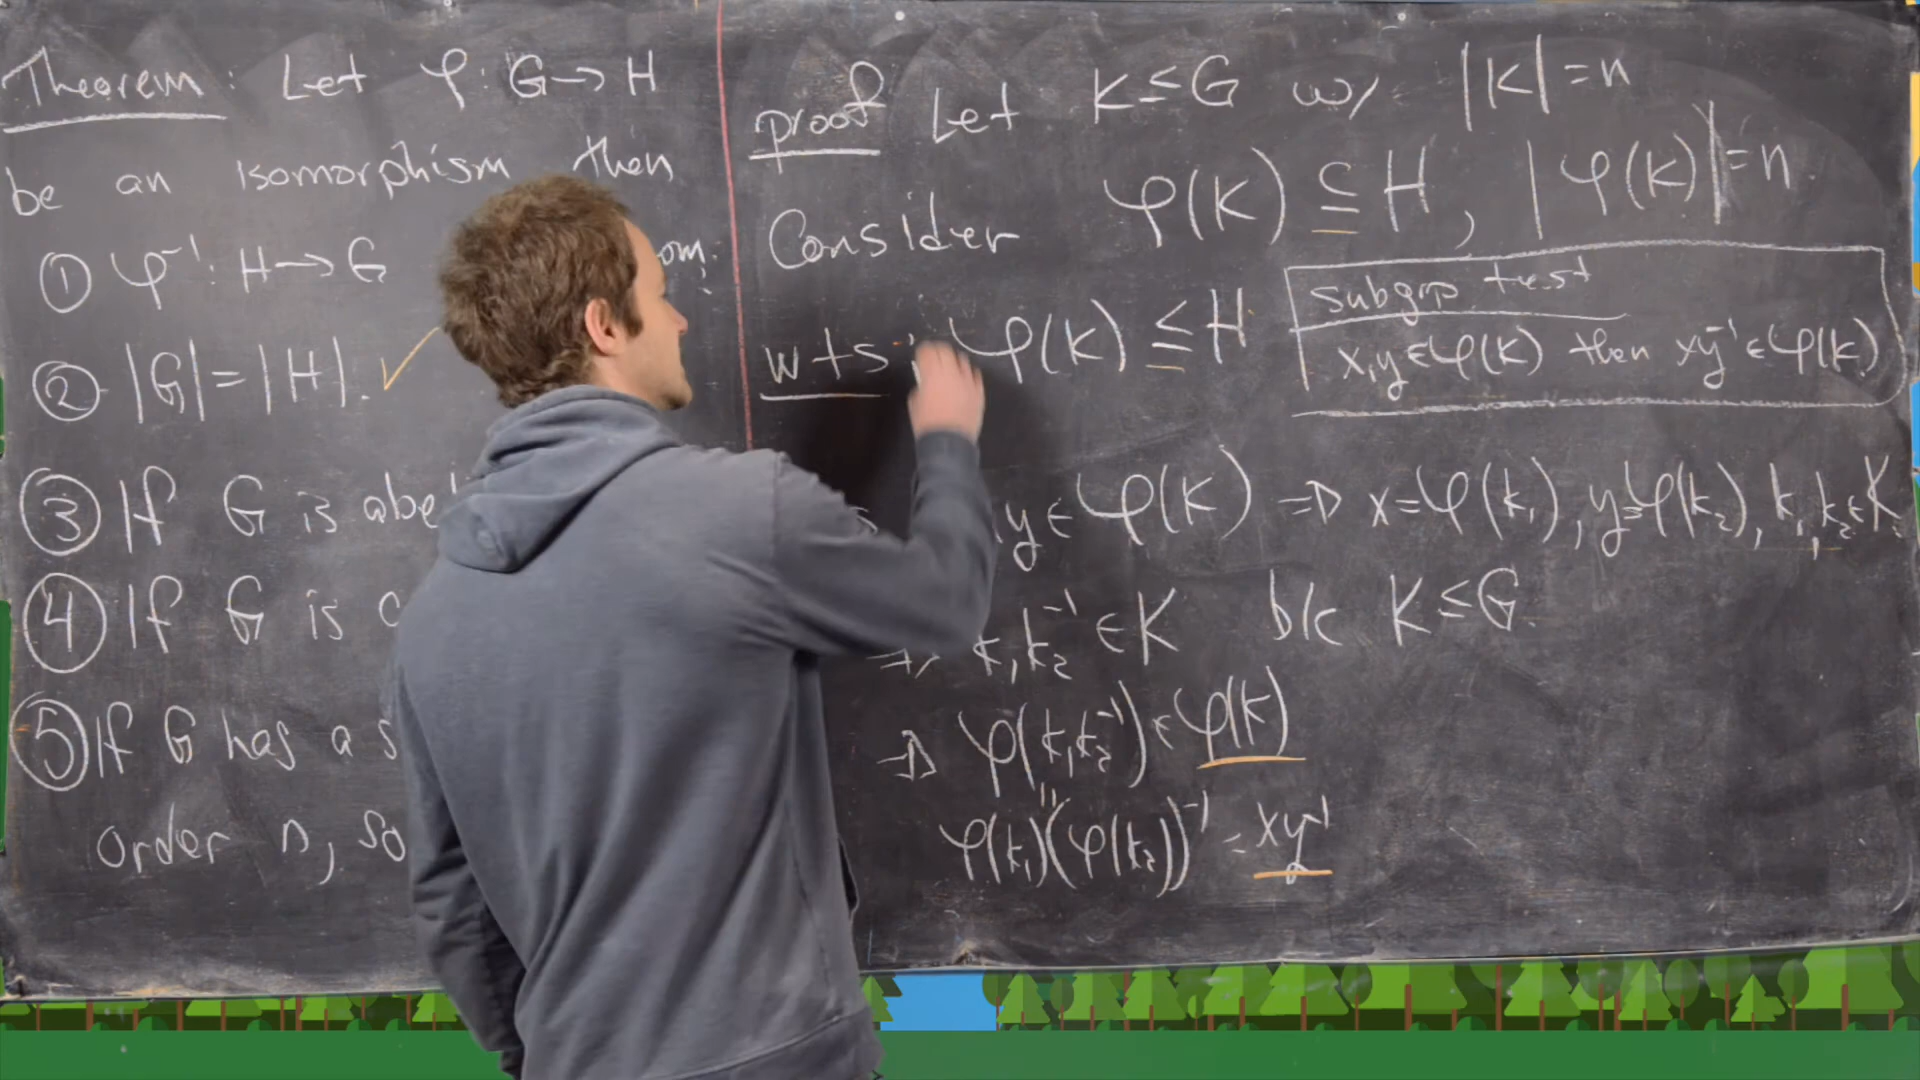 Theorem: Let φ: G→H
be an isomorphism then
① φ⁻¹: H→G
② |G|=|H|. ✓
③ If G is abel
④ If G is
⑤ If G has a s
order n, so
proof Let K≤G w/ |K|=n
Consider φ(K)⊆H, |φ(K)|=n.
wts: φ(K)≤H
subgrp test
x,y∈φ(K) then xy⁻¹∈φ(K)
y∈φ(K) ⇒ x=φ(k₁), y=φ(k₂), k₁,k₂∈K.
⇒ k₁k₂⁻¹∈K b/c K≤G.
⇒ φ(k₁k₂⁻¹)∈φ(K)
=
φ(k₁)(φ(k₂))⁻¹=xy⁻¹